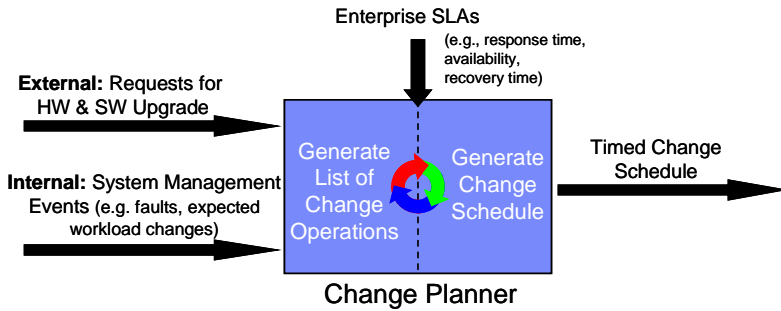 Enterprise SLAs
(e.g., response time,
availability,
recovery time)
External: Requests for
HW & SW Upgrade
Internal: System Management
Events (e.g. faults, expected
workload changes)
Generate
List of
Change
Operations
Generate
Change
Schedule
Timed Change
Schedule
Change Planner